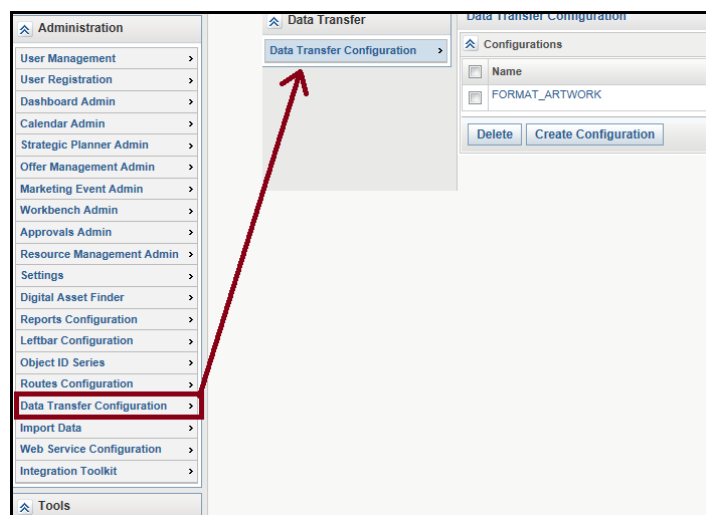 Administration
User Management
User Registration
Dashboard Admin
Calendar Admin
Strategic Planner Admin
Offer Management Admin
Marketing Event Admin
Workbench Admin
Approvals Admin
Resource Management Admin
Settings
Digital Asset Finder
Reports Configuration
Leftbar Configuration
Object ID Series
Routes Configuration
Data Transfer Configuration
Import Data
Web Service Configuration
Integration Toolkit
Tools
Data Transfer
Data Transfer Configuration
Data Transfer Configuration
Configurations
Name
FORMAT_ARTWORK
Delete Create Configuration